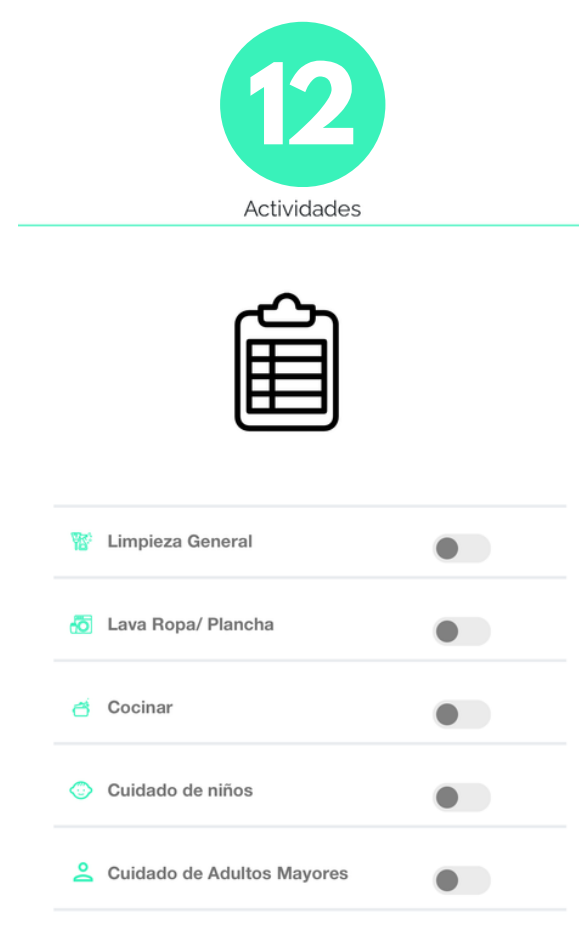 12
Actividades
Limpieza General
Lava Ropa/ Plancha
Cocinar
Cuidado de niños
Cuidado de Adultos Mayores